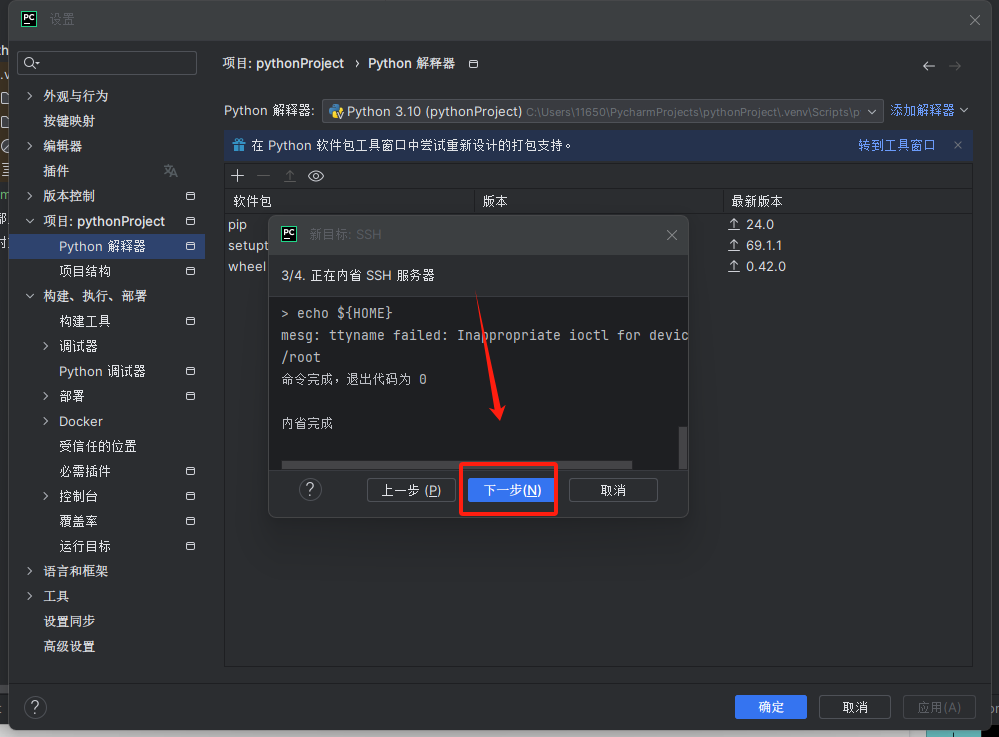 PC 设置
项目: pythonProject › Python 解释器
外观与行为
按键映射
编辑器
插件
版本控制
项目: pythonProject
Python 解释器
项目结构
构建、执行、部署
构建工具
调试器
Python 调试器
部署
Docker
受信任的位置
必需插件
控制台
覆盖率
运行目标
语言和框架
工具
设置同步
高级设置
Python 解释器: Python 3.10 (pythonProject) C:\Users\11650\PycharmProjects\pythonProject\.venv\Scripts\p 添加解释器
在 Python 软件包工具窗口中尝试重新设计的打包支持。 转到工具窗口
软件包 版本 最新版本
pip 24.0
setupt 69.1.1
wheel 0.42.0
PC 新目标: SSH
3/4. 正在内省 SSH 服务器
> echo ${HOME}
mesg: ttyname failed: Inappropriate ioctl for devic
/root
命令完成，退出代码为 0
内省完成
? 上一步 (P) 下一步(N) 取消
? 确定 取消 应用(A)